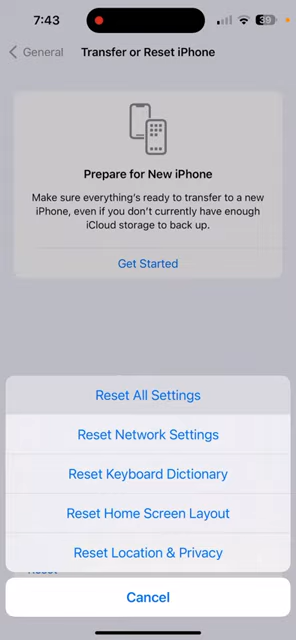 7:43
39
General
Transfer or Reset iPhone
Prepare for New iPhone
Make sure everything's ready to transfer to a new
iPhone, even if you don't currently have enough
iCloud storage to back up.
Get Started
Reset All Settings
Reset Network Settings
Reset Keyboard Dictionary
Reset Home Screen Layout
Reset Location & Privacy
Reset
Cancel